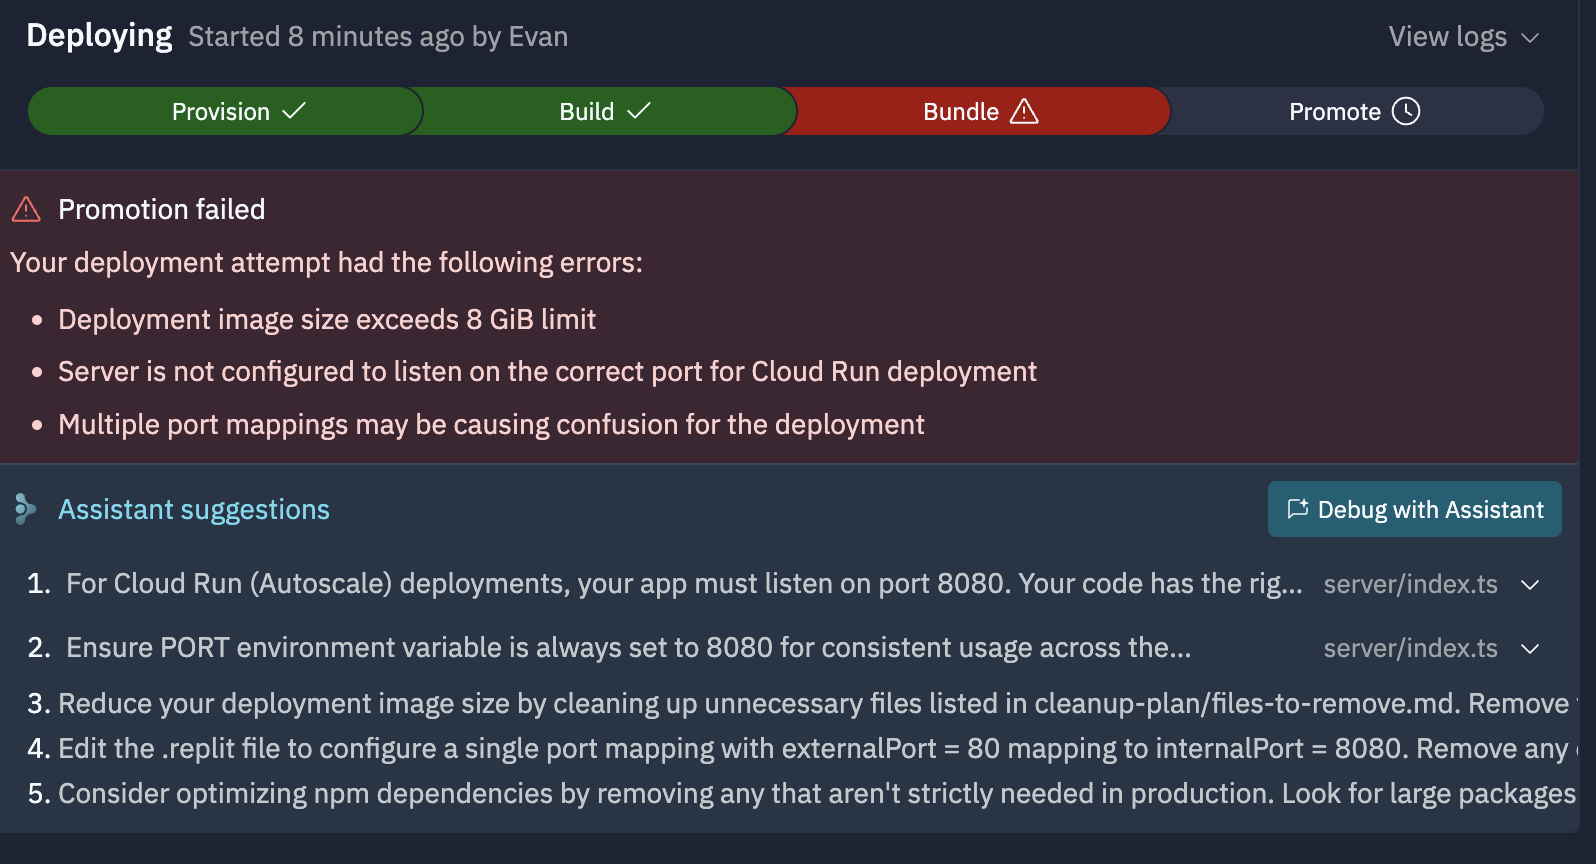 Deploying Started 8 minutes ago by Evan View logs
Provision Build Bundle Promote
Promotion failed
Your deployment attempt had the following errors:
• Deployment image size exceeds 8 GiB limit
• Server is not configured to listen on the correct port for Cloud Run deployment
• Multiple port mappings may be causing confusion for the deployment
Assistant suggestions Debug with Assistant
1. For Cloud Run (Autoscale) deployments, your app must listen on port 8080. Your code has the rig... server/index.ts
2. Ensure PORT environment variable is always set to 8080 for consistent usage across the... server/index.ts
3. Reduce your deployment image size by cleaning up unnecessary files listed in cleanup-plan/files-to-remove.md. Remove
4. Edit the .replit file to configure a single port mapping with externalPort = 80 mapping to internalPort = 8080. Remove any
5. Consider optimizing npm dependencies by removing any that aren't strictly needed in production. Look for large packages